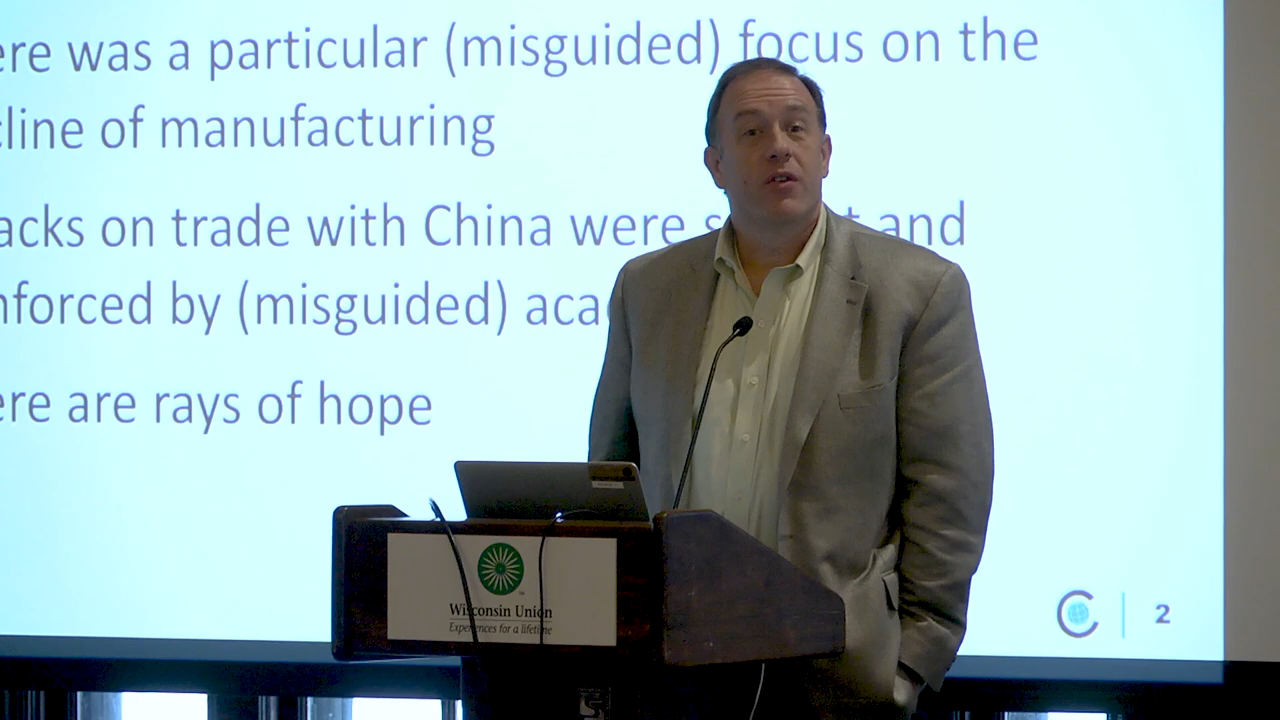 ere was a particular (misguided) focus on the
cline of manufacturing
acks on trade with China were s t and
nforced by (misguided) aca
ere are rays of hope
Wisconsin Union
Experiences for a lifetime
2